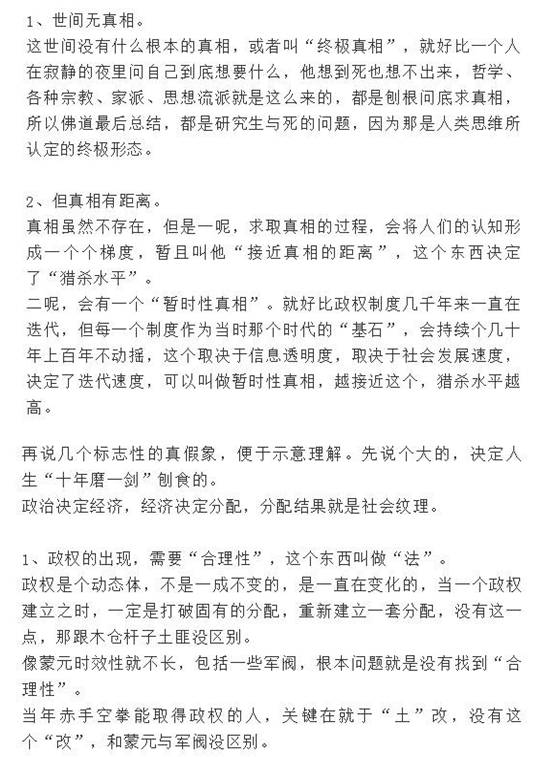 1、世间无真相。
这世间没有什么根本的真相，或者叫“终极真相”，就好比一个人
在寂静的夜里问自己到底想要什么，他想到死也想不出来，哲学、
各种宗教、家派、思想流派就是这么来的，都是刨根问底求真相，
所以佛道最后总结，都是研究生与死的问题，因为那是人类思维所
认定的终极形态。
2、但真相有距离。
真相虽然不存在，但是一呢，求取真相的过程，会将人们的认知形
成一个个梯度，暂且叫他“接近真相的距离”，这个东西决定
了“猎杀水平”。
二呢，会有一个“暂时性真相”。就好比政权制度几千年来一直在
迭代，但每一个制度作为当时那个时代的“基石”，会持续个几十
年上百年不动摇，这个取决于信息透明度，取决于社会发展速度，
决定了迭代速度，可以叫做暂时性真相，越接近这个，猎杀水平越
高。
再说几个标志性的真假象，便于示意理解。先说个大的，决定人
生“十年磨一剑”刨食的。
政治决定经济，经济决定分配，分配结果就是社会纹理。
1、政权的出现，需要“合理性”，这个东西叫做“法”。
政权是个动态体，不是一成不变的，是一直在变化的，当一个政权
建立之时，一定是打破固有的分配，重新建立一套分配，没有这一
点，那跟木仓杆子土匪没区别。
像蒙元时效性就不长，包括一些军阀，根本问题就是没有找到“合
理性”。
当年赤手空拳能取得政权的人，关键在就于“土”改，没有这
个“改”，和蒙元与军阀没区别。